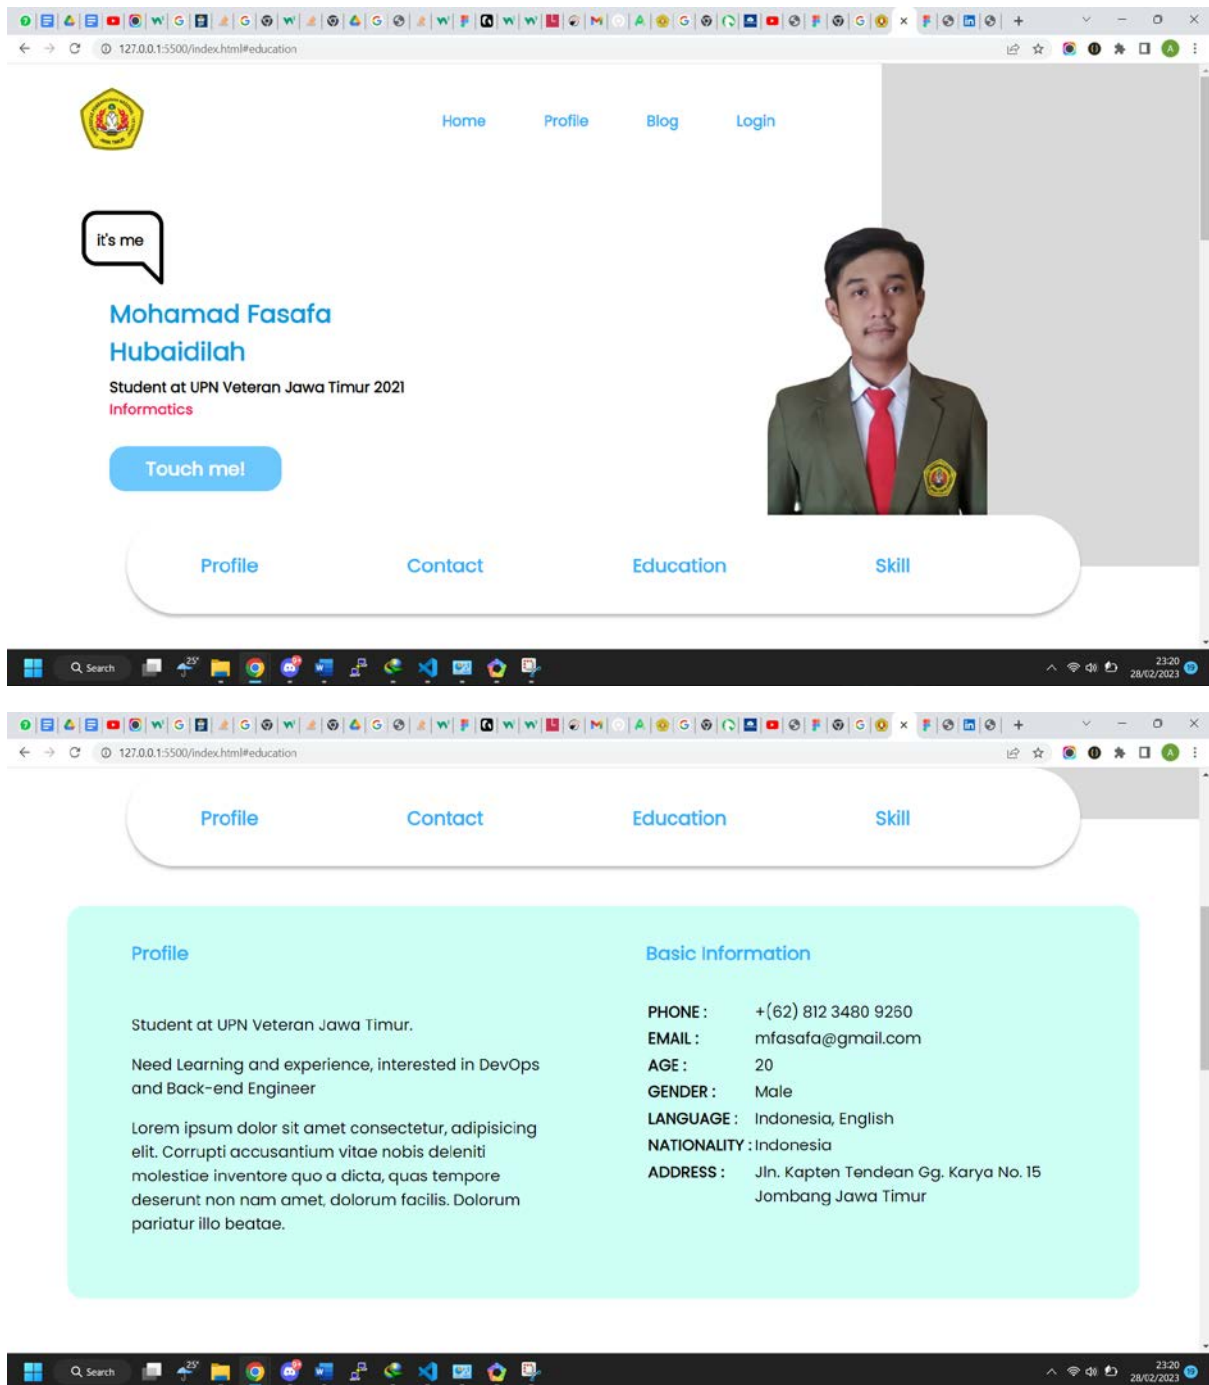 127.0.0.1:5500/index.html#education
Home Profile Blog Login
it's me
Mohamad Fasafa
Hubaidilah
Student at UPN Veteran Jawa Timur 2021
Informatics
Touch me!
Profile Contact Education Skill
Search
25°
23:20
28/02/2023
19
127.0.0.1:5500/index.html#education
Profile Contact Education Skill
Profile
Student at UPN Veteran Jawa Timur.
Need Learning and experience, interested in DevOps
and Back-end Engineer
Lorem ipsum dolor sit amet consectetur, adipisicing
elit. Corrupti accusantium vitae nobis deleniti
molestiae inventore quo a dicta, quas tempore
deserunt non nam amet, dolorum facilis. Dolorum
pariatur illo beatae.
Basic Information
PHONE : +(62) 812 3480 9260
EMAIL : mfasafa@gmail.com
AGE : 20
GENDER : Male
LANGUAGE : Indonesia, English
NATIONALITY : Indonesia
ADDRESS : Jln. Kapten Tendean Gg. Karya No. 15
Jombang Jawa Timur
Search
25°
23:20
28/02/2023
19